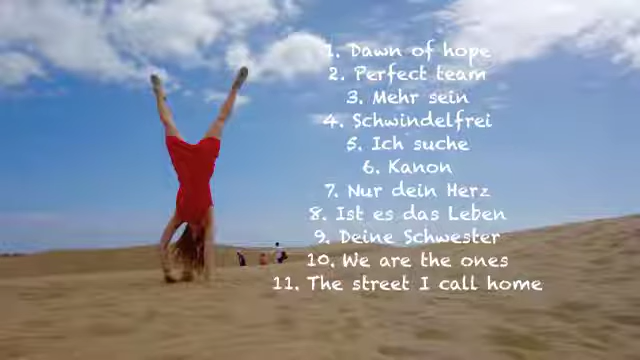 1. Dawn of hope
2. Perfect team
3. Mehr sein
4. Schwindelfrei
5. Ich suche
6. Kanon
7. Nur dein Herz
8. Ist es das Leben
9. Deine Schwester
10. We are the ones
11. The street I call home